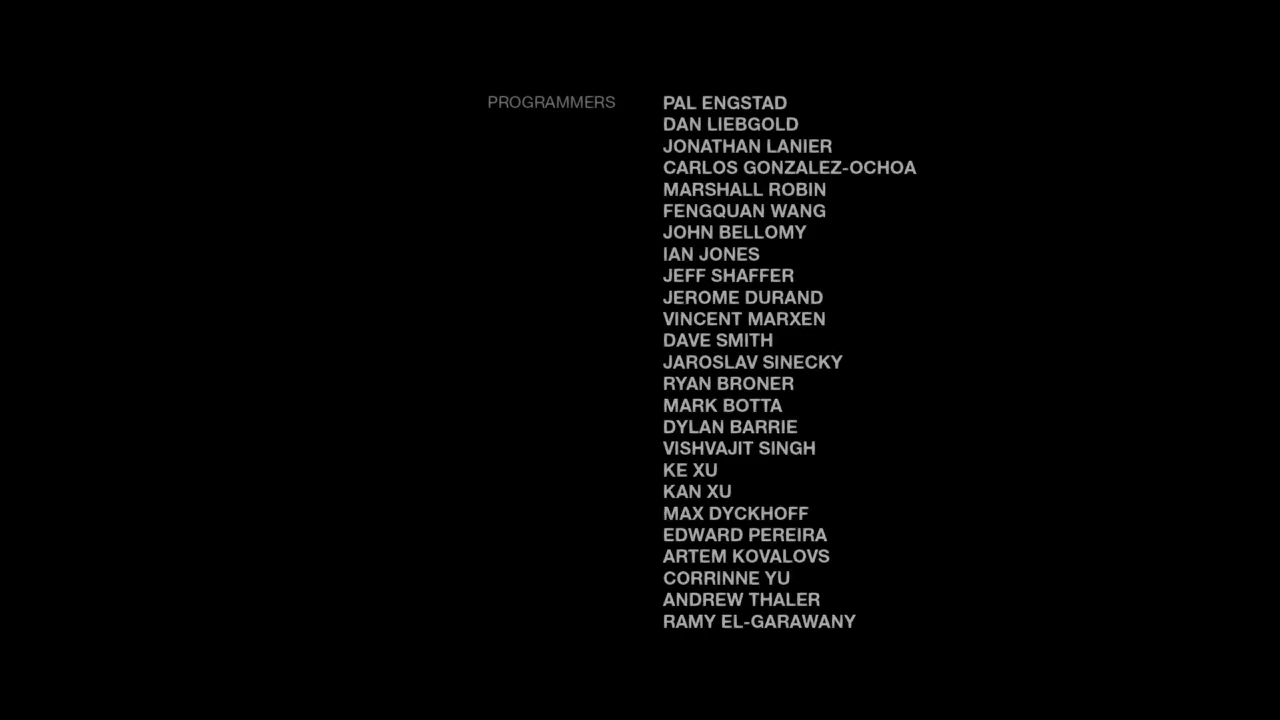 PROGRAMMERS PAL ENGSTAD
DAN LIEBGOLD
JONATHAN LANIER
CARLOS GONZALEZ-OCHOA
MARSHALL ROBIN
FENGQUAN WANG
JOHN BELLOMY
IAN JONES
JEFF SHAFFER
JEROME DURAND
VINCENT MARXEN
DAVE SMITH
JAROSLAV SINECKY
RYAN BRONER
MARK BOTTA
DYLAN BARRIE
VISHVAJIT SINGH
KE XU
KAN XU
MAX DYCKHOFF
EDWARD PEREIRA
ARTEM KOVALOVS
CORRINNE YU
ANDREW THALER
RAMY EL-GARAWANY